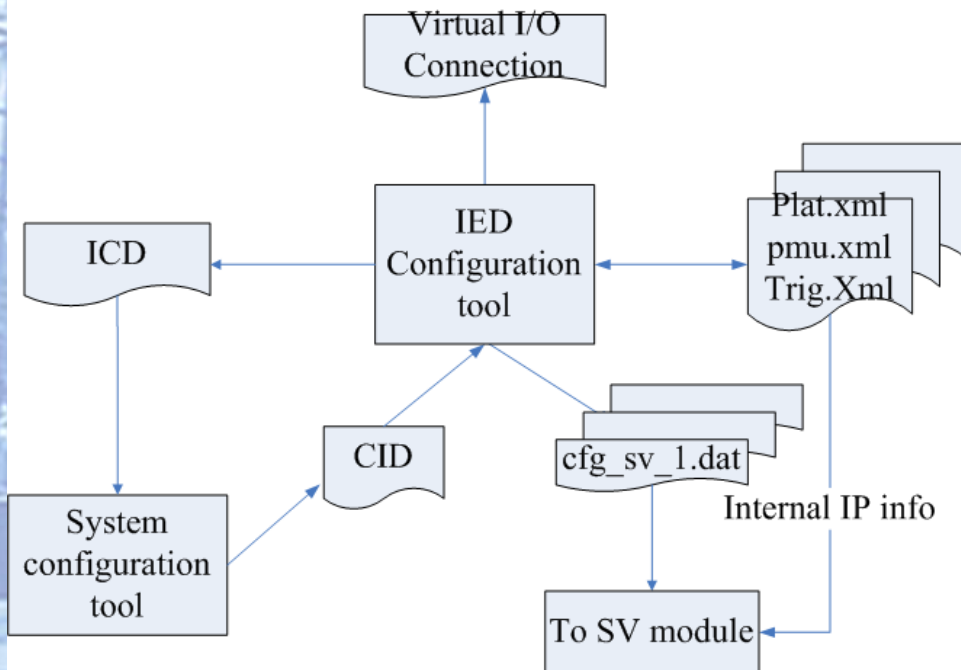 Virtual I/O
Connection
IED
Configuration
tool
Plat.xml
pmu.xml
Trig.Xml
ICD
CID
cfg_sv_1.dat
Internal IP info
System
configuration
tool
To SV module